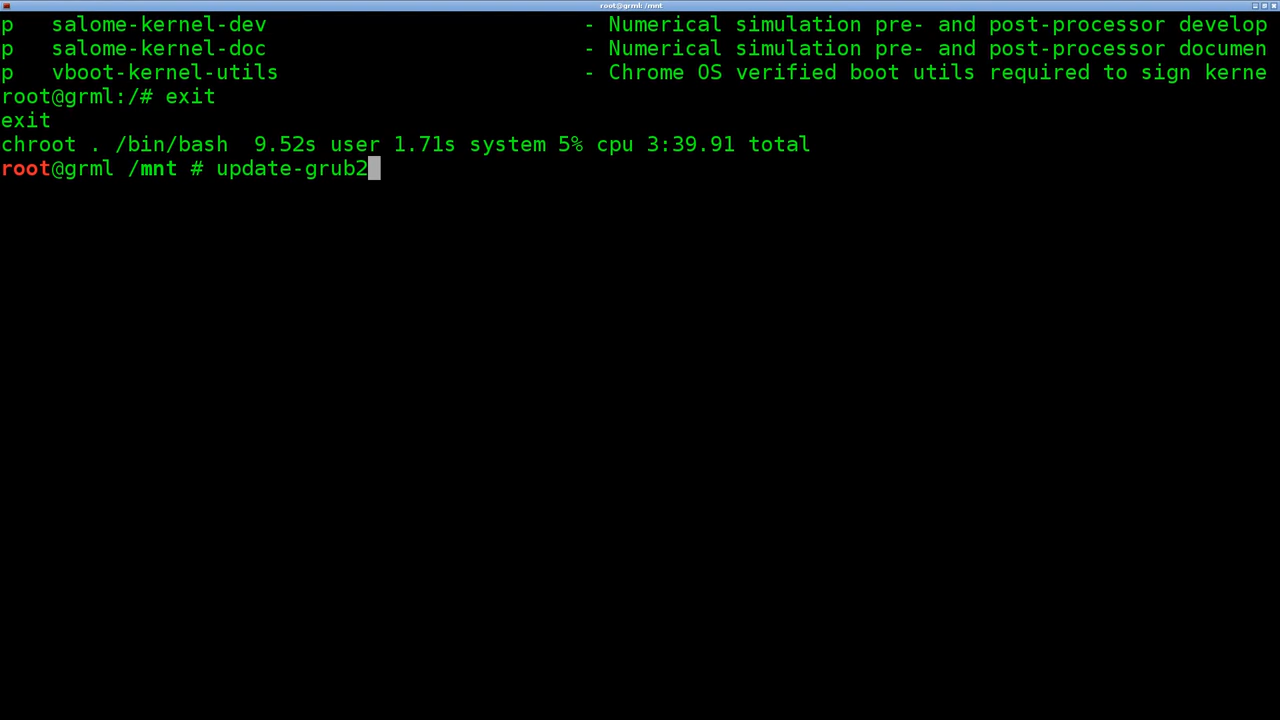 root@grml: /mnt
p   salome-kernel-dev                         - Numerical simulation pre- and post-processor develop
p   salome-kernel-doc                         - Numerical simulation pre- and post-processor documen
p   vboot-kernel-utils                        - Chrome OS verified boot utils required to sign kerne
root@grml:/# exit
exit
chroot . /bin/bash  9.52s user 1.71s system 5% cpu 3:39.91 total
root@grml /mnt # update-grub2